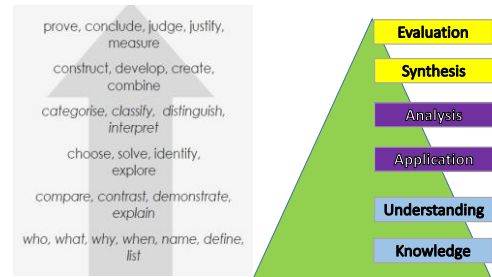 prove, conclude, judge, justify,
measure
construct, develop, create,
combine
categorise, classify, distinguish,
interpret
choose, solve, identify,
explore
compare, contrast, demonstrate,
explain
who, what, why, when, name, define,
list
Evaluation
Synthesis
Analysis
Application
Understanding
Knowledge